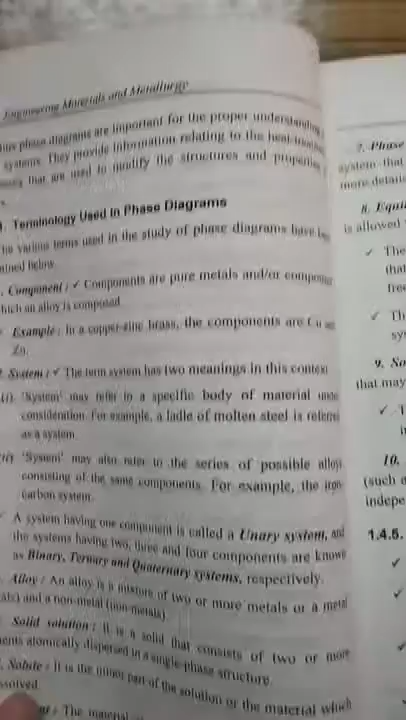 Engineering Materials and Metallurgy
phase diagrams are important for the proper understanding
systems. They provide information relating to the heat-
that are used to modify the structures and properties
Terminology Used in Phase Diagrams
various terms used in the study of phase diagrams have
below.
Component : ✓ Components are pure metals and/or
which an alloy is composed.
Example : In a copper-zinc brass, the components are Cu
Zn.
System : ✓ The term system has two meanings in this context
(i) 'System' may refer to a specific body of material under
consideration. For example, a ladle of molten steel is referred
as a system.
(ii) 'System' may also refer to the series of possible alloys
consisting of the same components. For example, the iron-
carbon system.
A system having one component is called a Unary system, and
the systems having two, three and four components are known
as Binary, Ternary and Quaternary systems, respectively.
Alloy : An alloy is a mixture of two or more metals or a metal
and a non-metal (non-metals).
Solid solution : It is a solid that consists of two or more
atomically dispersed in a single-phase structure.
Solute : It is the minor part of the solution or the material which
The material
7. Phase
system that
more details
8. Equi
is allowed
✓ The
that
free
✓ Th
sy
9. So
that may
✓ T
i
10.
(such a
indepe
1.4.5.
✓
✓